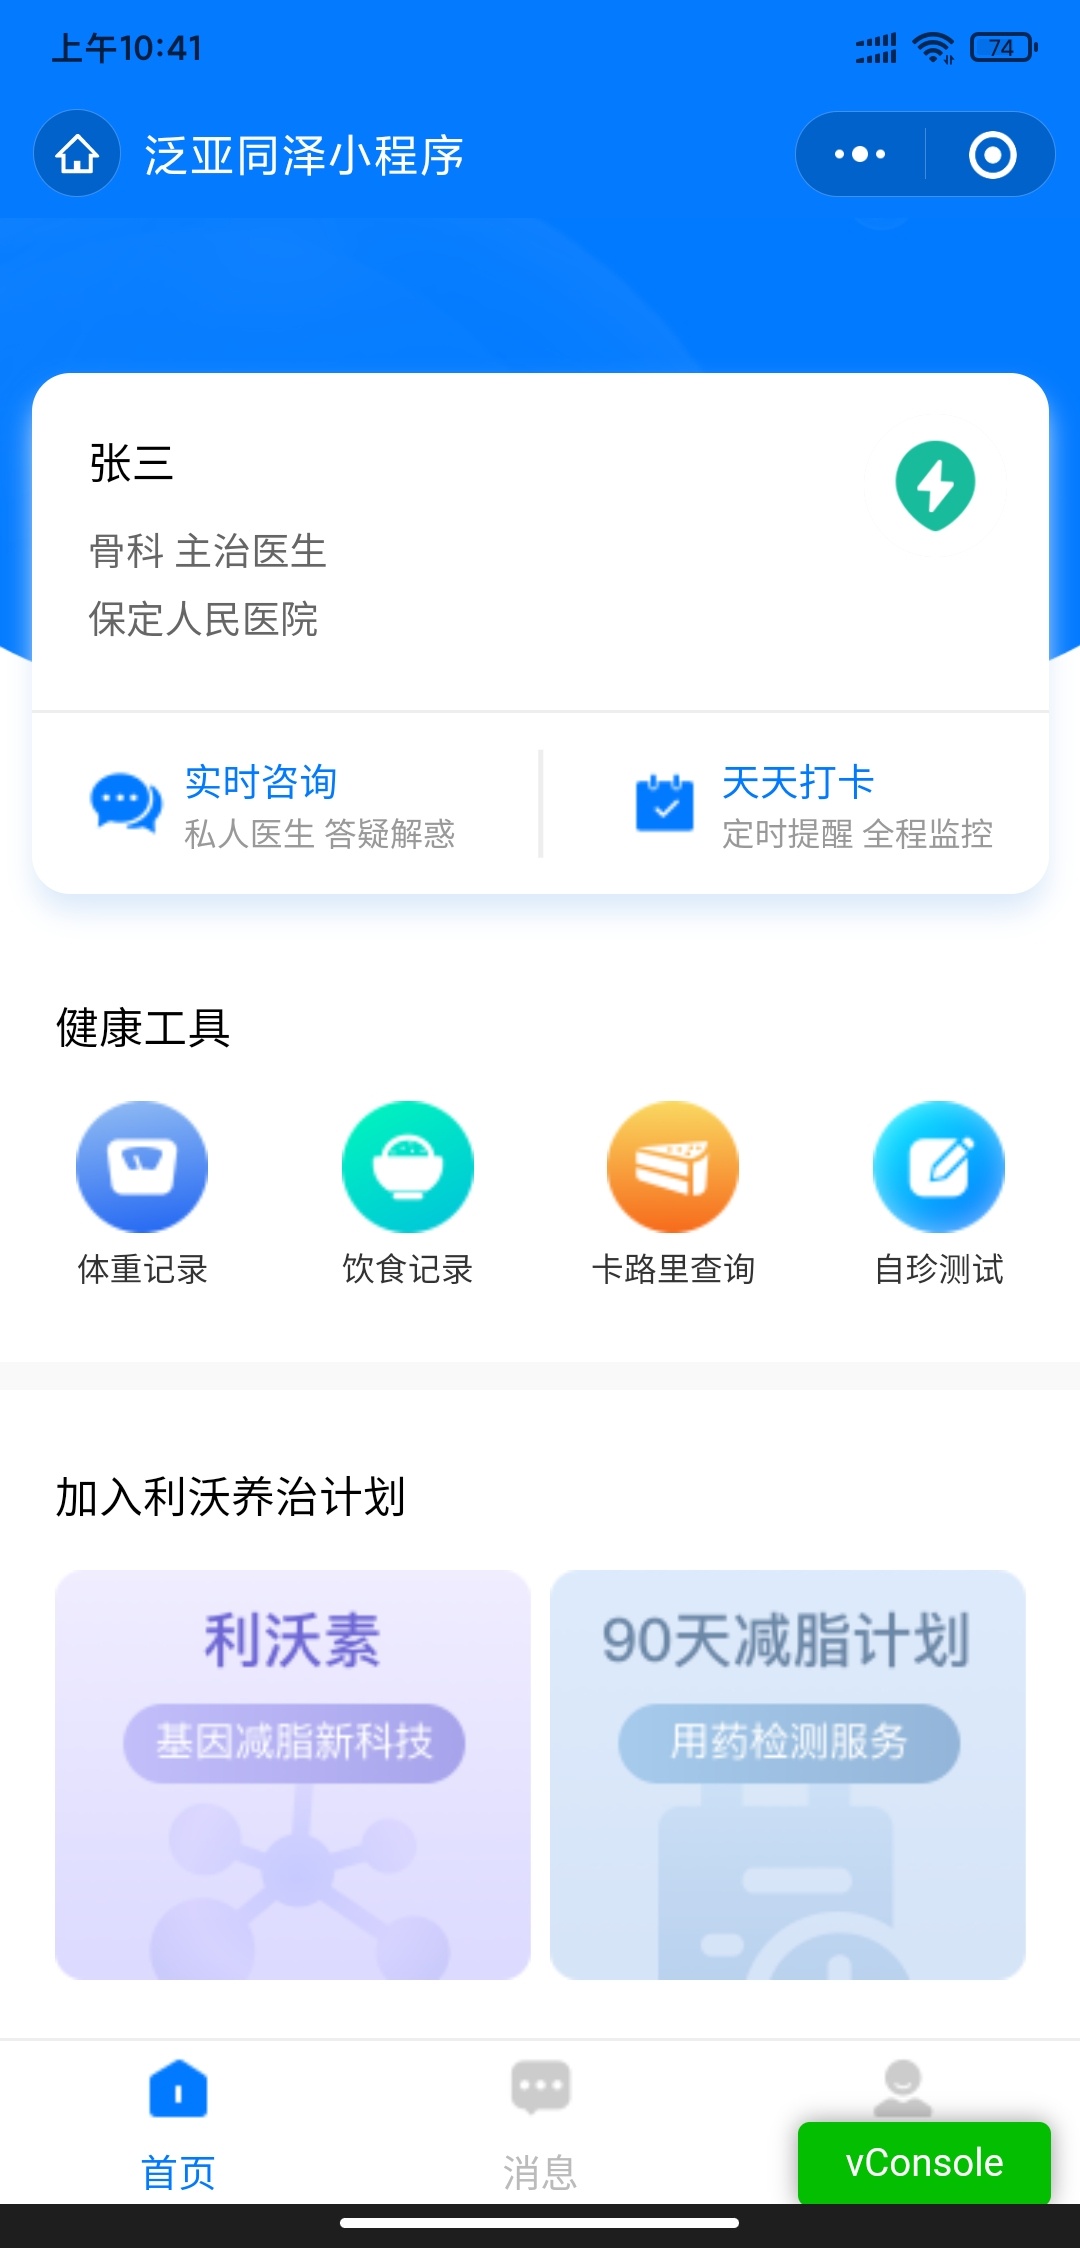 上午10:41
74
泛亚同泽小程序
张三
骨科 主治医生
保定人民医院
实时咨询
私人医生 答疑解惑
天天打卡
定时提醒 全程监控
健康工具
体重记录
饮食记录
卡路里查询
自珍测试
加入利沃养治计划
利沃素
基因减脂新科技
90天减脂计划
用药检测服务
首页
消息
vConsole